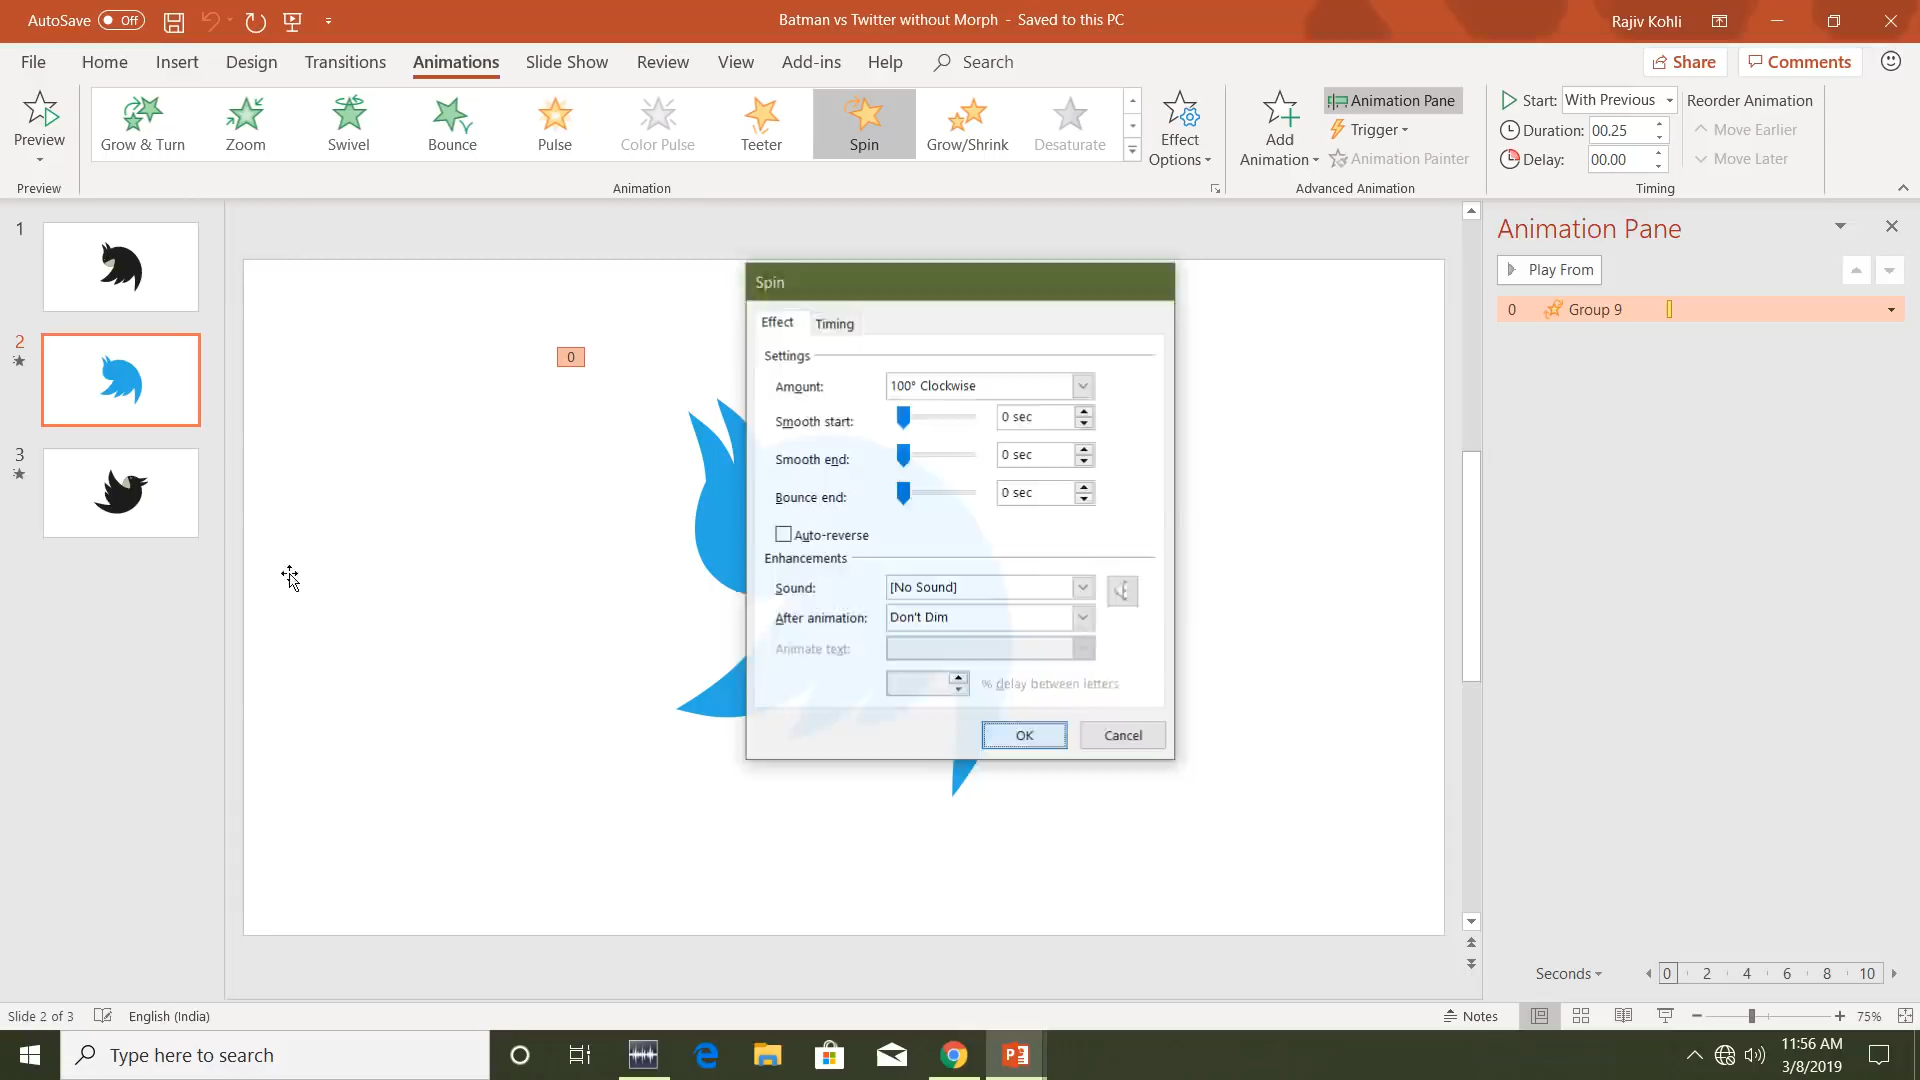 AutoSave Off
Batman vs Twitter without Morph - Saved to this PC
Rajiv Kohli
File Home Insert Design Transitions Animations Slide Show Review View Add-ins Help Search
Share Comments
Preview
Grow & Turn Zoom Swivel Bounce Pulse Color Pulse Teeter Spin Grow/Shrink Desaturate
Effect Options
Add Animation
Animation Pane
Trigger
Animation Painter
Start: With Previous
Duration: 00.25
Delay: 00.00
Reorder Animation
Move Earlier
Move Later
Preview Animation Advanced Animation Timing
1
2
3
0
Spin
Effect Timing
Settings
Amount: 100° Clockwise
Smooth start: 0 sec
Smooth end: 0 sec
Bounce end: 0 sec
Auto-reverse
Enhancements
Sound: [No Sound]
After animation: Don't Dim
Animate text:
% delay between letters
OK Cancel
Animation Pane
Play From
0 Group 9
Seconds 0 2 4 6 8 10
Slide 2 of 3 English (India) Notes 75%
Type here to search
11:56 AM
3/8/2019